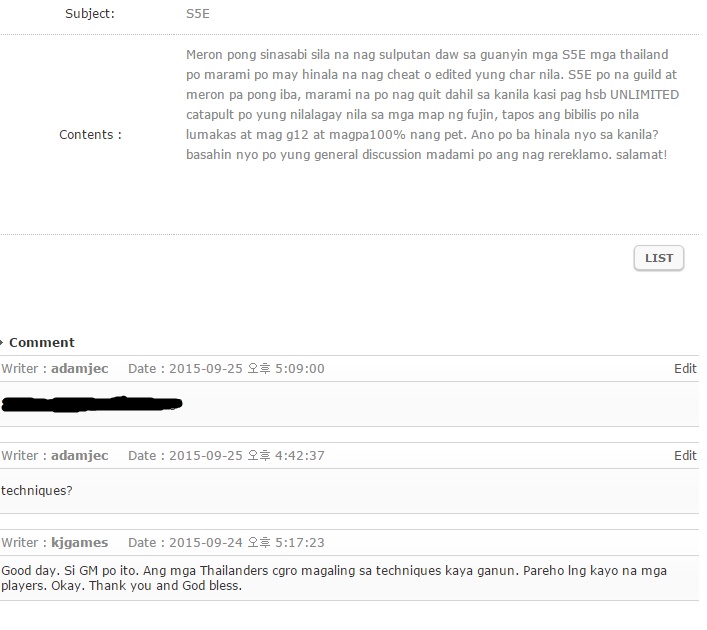 Subject: S5E
Meron pong sinasabi sila na nag sulputan daw sa guanyin mga S5E mga thailand
po marami po may hinala na nag cheat o edited yung char nila. S5E po na guild at
meron pa pong iba, marami na po nag quit dahil sa kanila kasi pag hsb UNLIMITED
Contents : catapult po yung nilalagay nila sa mga map ng fujin, tapos ang bibilis po nila
lumakas at mag g12 at magpa100% nang pet. Ano po ba hinala nyo sa kanila?
basahin nyo po yung general discussion madami po ang nag rereklamo. salamat!
LIST
Comment
Writer : adamjec Date : 2015-09-25 오후 5:09:00 Edit
Writer : adamjec Date : 2015-09-25 오후 4:42:37 Edit
techniques?
Writer : kjgames Date : 2015-09-24 오후 5:17:23
Good day. Si GM po ito. Ang mga Thailanders cgro magaling sa techniques kaya ganun. Pareho lng kayo na mga
players. Okay. Thank you and God bless.